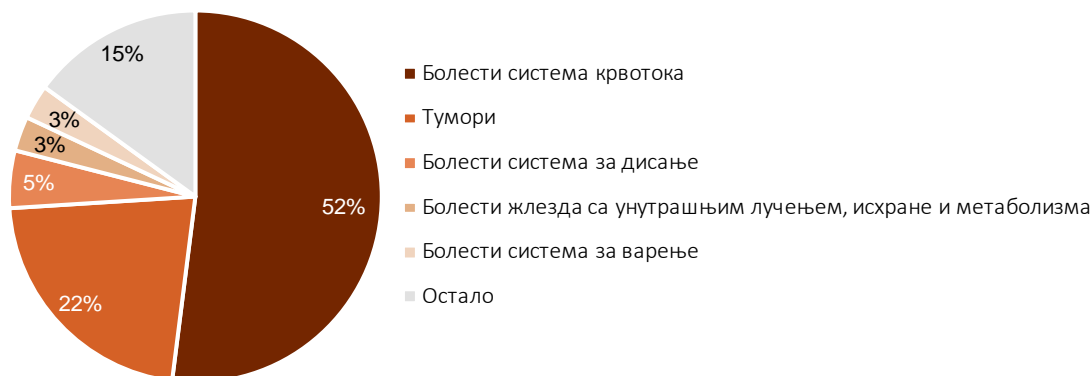 15%
3%
3%
5%
22%
52%
Болести система крвотока
Тумори
Болести система за дисање
Болести жлезда са унутрашњим лучењем, исхране и метаболизма
Болести система за варење
Остало